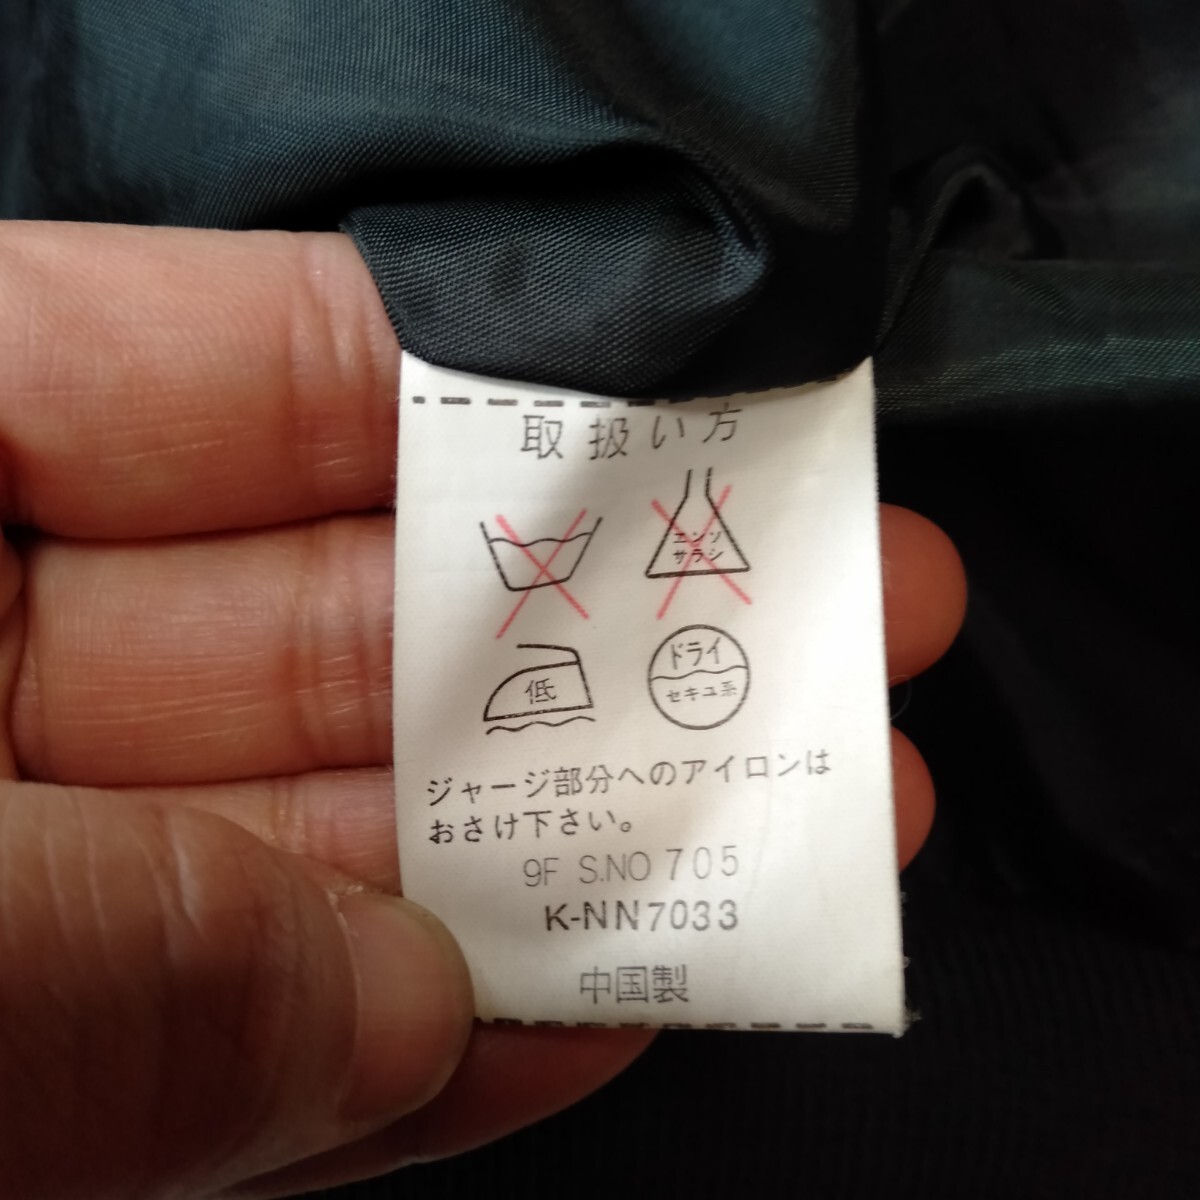 取扱い方
エンソ
サラシ
低
ドライ
セキユ系
ジャージ部分へのアイロンは
おさけ下さい。
9F S.NO 705
K-NN7033
中国製